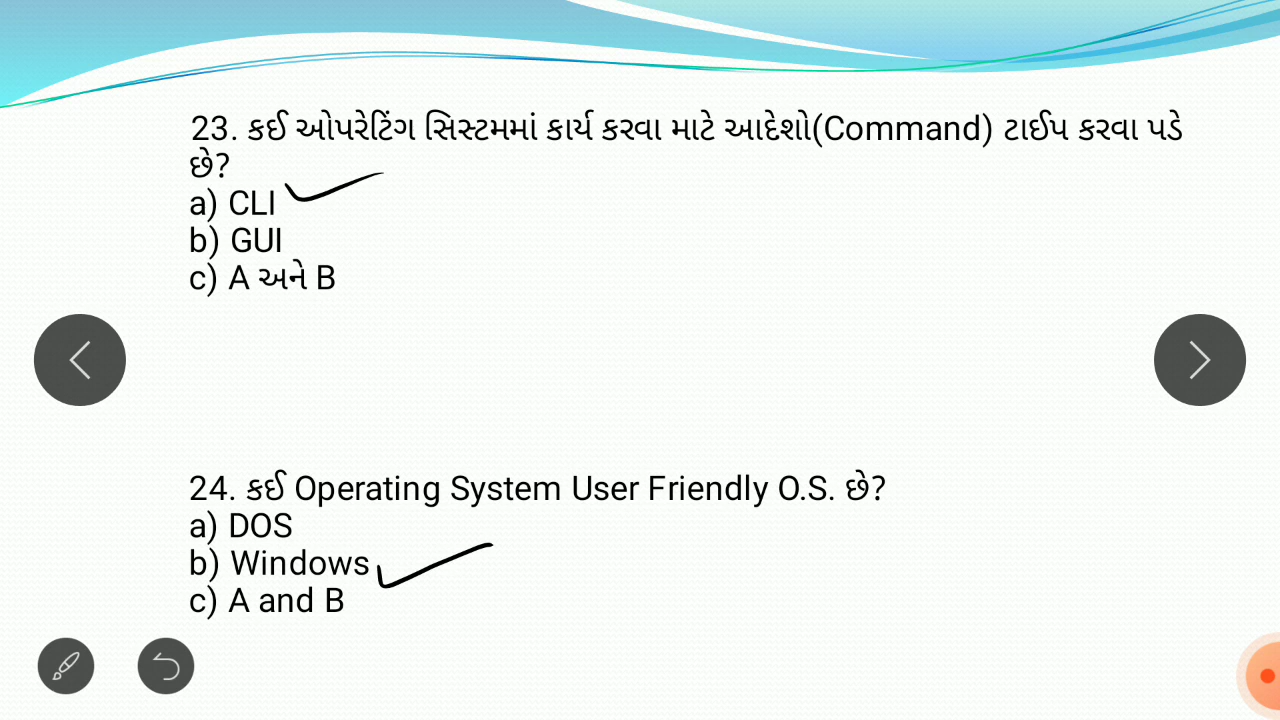 23. કઈ ઓપરેટિંગ સિસ્ટમમાં કાર્ય કરવા માટે આદેશો(Command) ટાઈપ કરવા પડે
છે?
a) CLI
b) GUI
c) A અને B
24. કઈ Operating System User Friendly O.S. છે?
a) DOS
b) Windows
c) A and B